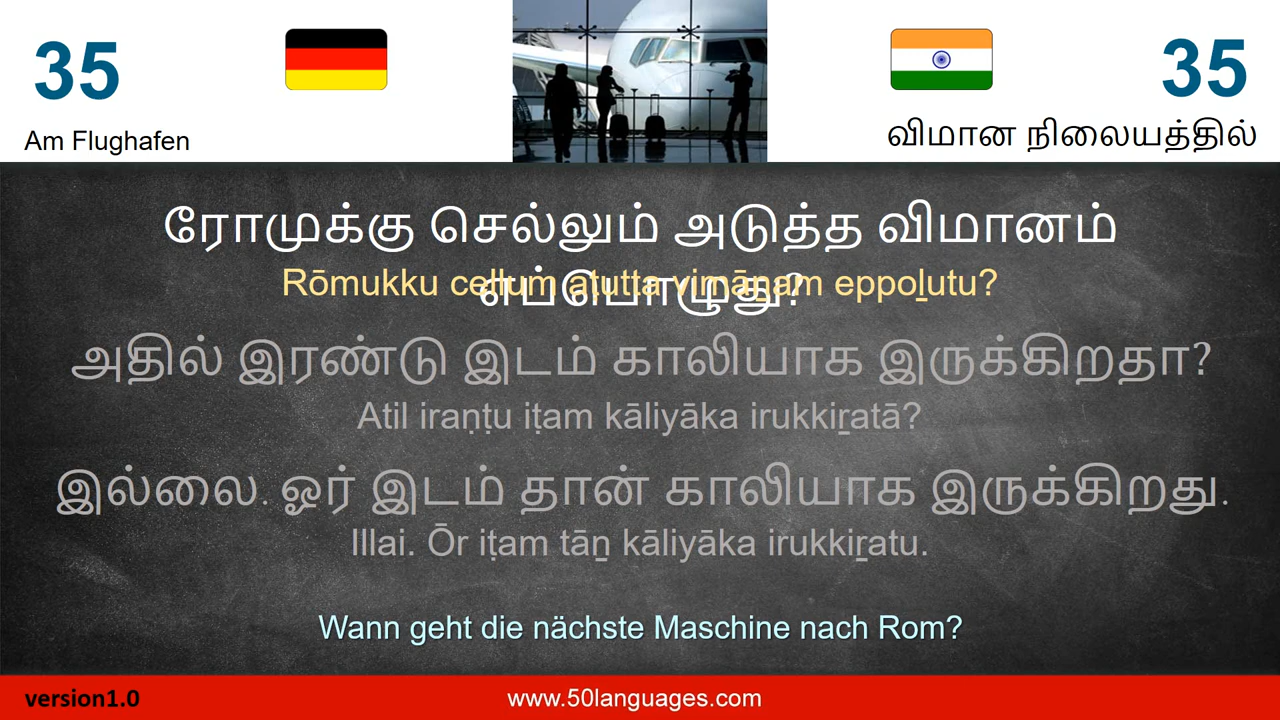 35
35
Am Flughafen
விமான நிலையத்தில்
ரோமுக்கு செல்லும் அடுத்த விமானம்
எப்பொழுது?
Rōmukku cellum aṭutta vimāṉam eppoḻutu?
அதில் இரண்டு இடம் காலியாக இருக்கிறதா?
Atil iraṇṭu iṭam kāliyāka irukkiṟatā?
இல்லை. ஓர் இடம் தான் காலியாக இருக்கிறது.
Illai. Ōr iṭam tāṉ kāliyāka irukkiṟatu.
Wann geht die nächste Maschine nach Rom?
version1.0
www.50languages.com